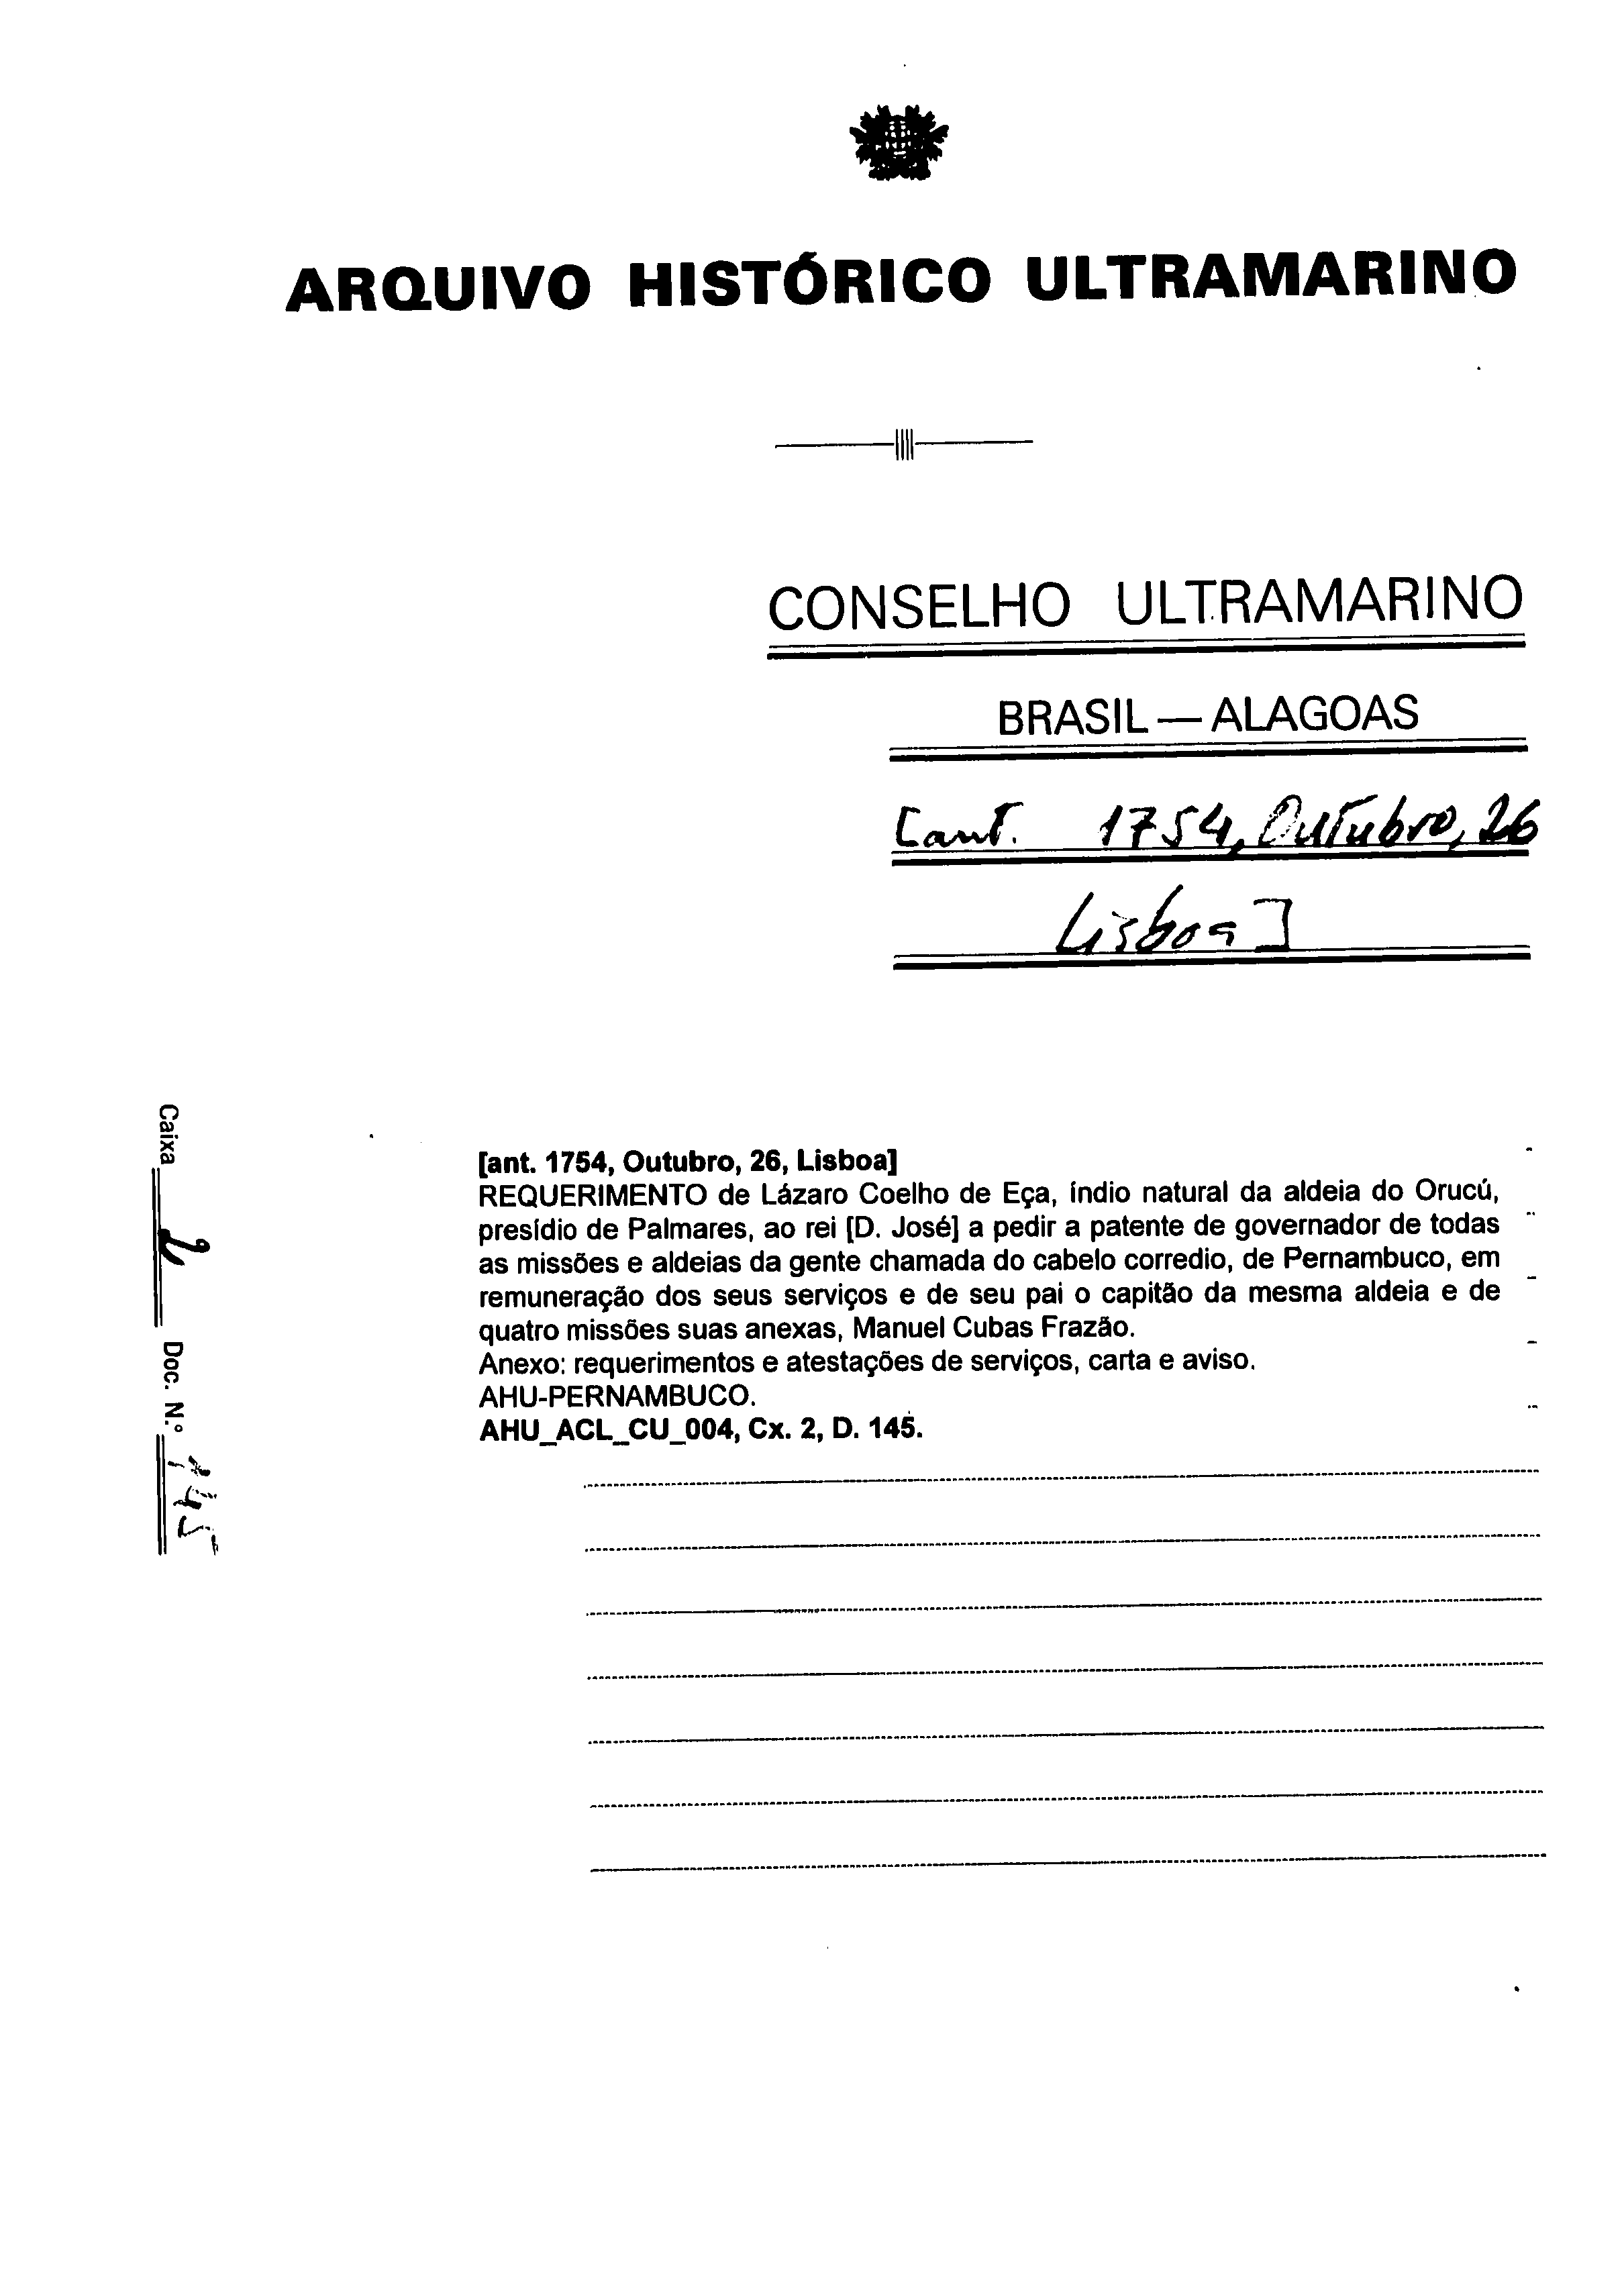 ARQUIVO HISTÓRICO ULTRAMARINO
CONSELHO ULTRAMARINO
BRASIL — ALAGOAS
[ant. 1754, Outubro, 26
Lisboa]
Caixa 2 Doc. N.º 145
[ant. 1754, Outubro, 26, Lisboa]
REQUERIMENTO de Lázaro Coelho de Eça, índio natural da aldeia do Orucú,
presídio de Palmares, ao rei [D. José] a pedir a patente de governador de todas
as missões e aldeias da gente chamada do cabelo corredio, de Pernambuco, em
remuneração dos seus serviços e de seu pai o capitão da mesma aldeia e de
quatro missões suas anexas, Manuel Cubas Frazão.
Anexo: requerimentos e atestações de serviços, carta e aviso.
AHU-PERNAMBUCO.
AHU_ACL_CU_004, Cx. 2, D. 145.